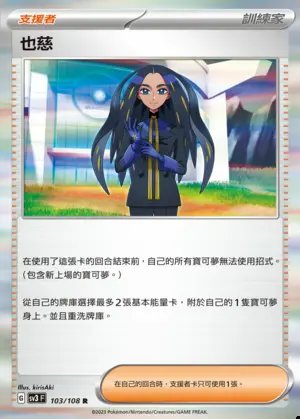 支援者
訓練家
也慈
在使用了這張卡的回合結束前，自己的所有寶可夢無法使用招式。
（包含新上場的寶可夢。）
從自己的牌庫選擇最多2張基本能量卡，附於自己的1隻寶可夢
身上。並且重洗牌庫。
Illus. kirisAki
G SV3 F 103/108 R
在自己的回合時，支援者卡只可使用1張。
©2023 Pokémon/Nintendo/Creatures/GAME FREAK.